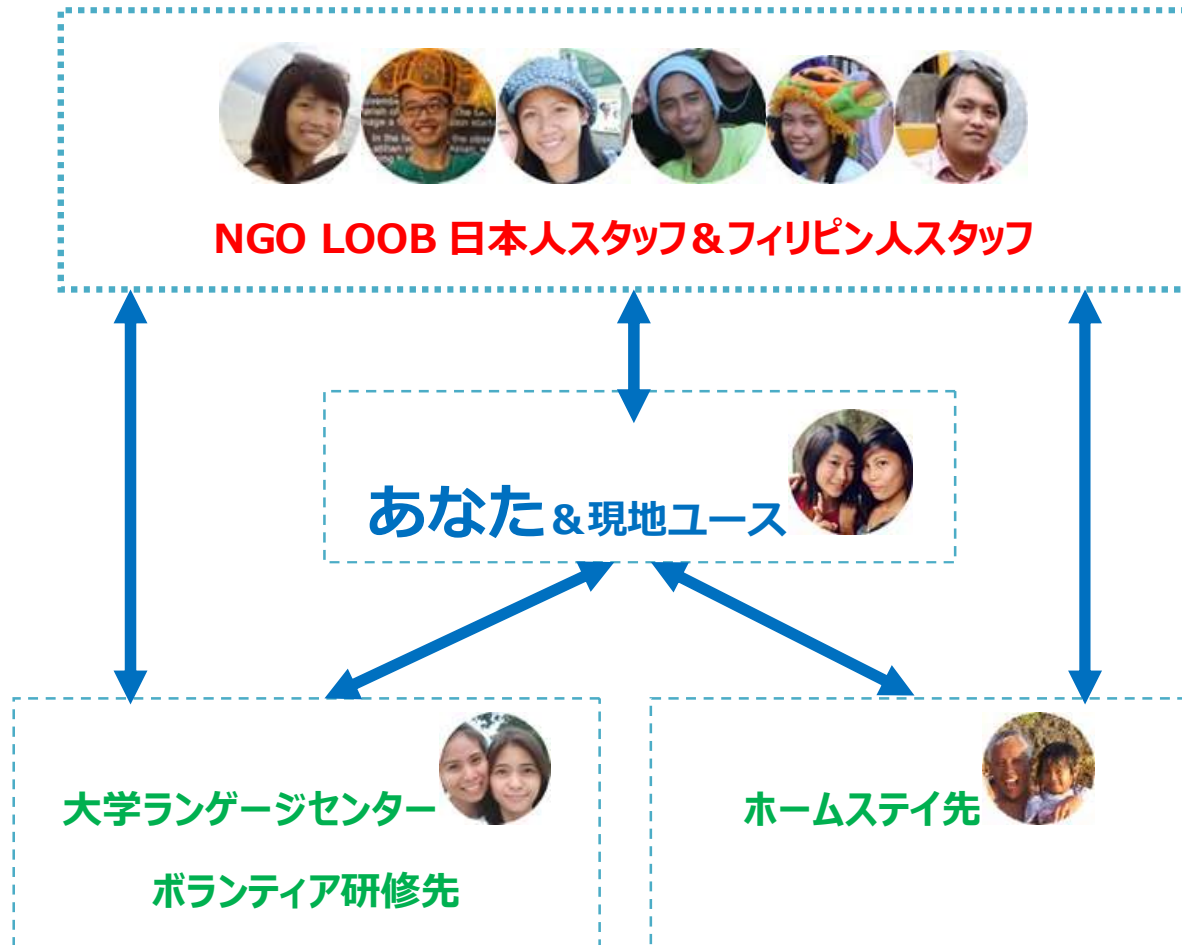 NGO LOOB 日本人スタッフ&フィリピン人スタッフ
あなた&現地ユース
大学ランゲージセンター
ボランティア研修先
ホームステイ先